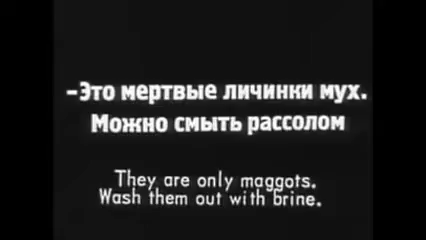 -Это мертвые личинки мух.
Можно смыть рассолом
They are only maggots.
Wash them out with brine.